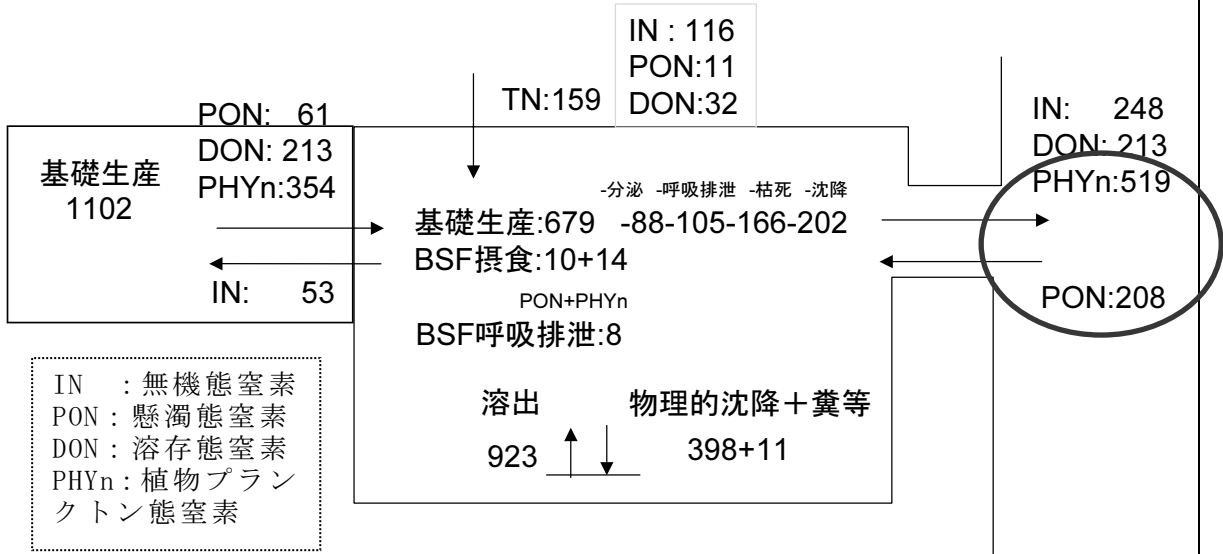 IN : 116
PON:11
DON:32
TN:159
PON: 61
DON: 213
PHYn:354
基礎生産
1102
IN: 53
IN: 248
DON: 213
PHYn:519
PON:208
-分泌 -呼吸排泄 -枯死 -沈降
基礎生産:679 -88-105-166-202
BSF摂食:10+14
PON+PHYn
BSF呼吸排泄:8
溶出
923
物理的沈降＋糞等
398+11
IN ：無機態窒素
PON：懸濁態窒素
DON：溶存態窒素
PHYn：植物プラン
クトン態窒素